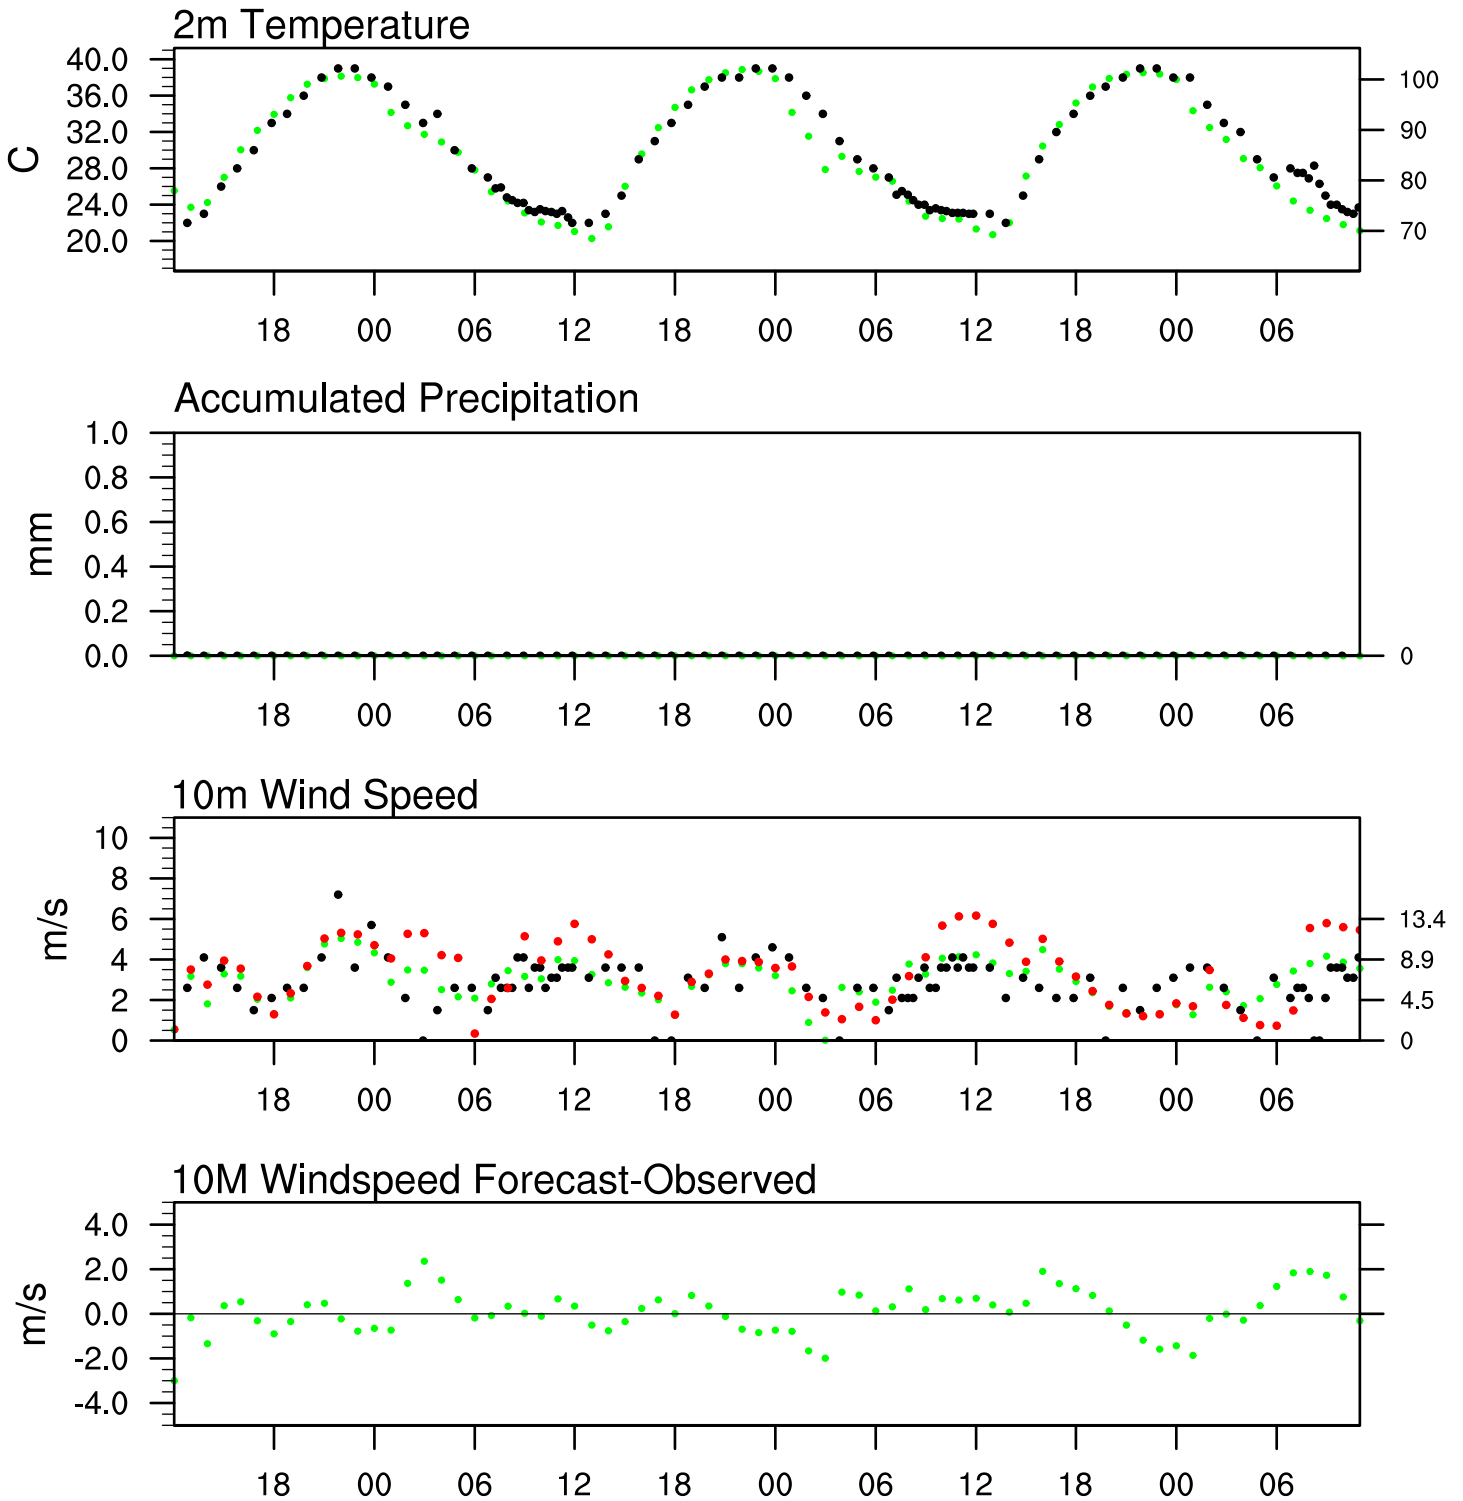 2m Temperature
40.0
36.0
32.0
28.0
24.0
20.0
C
100
90
80
70
18 00 06 12 18 00 06 12 18 00 06
Accumulated Precipitation
1.0
0.8
0.6
0.4
0.2
0.0
mm
0
18 00 06 12 18 00 06 12 18 00 06
10m Wind Speed
10
8
6
4
2
0
m/s
13.4
8.9
4.5
0
18 00 06 12 18 00 06 12 18 00 06
10M Windspeed Forecast-Observed
4.0
2.0
0.0
-2.0
-4.0
m/s
18 00 06 12 18 00 06 12 18 00 06